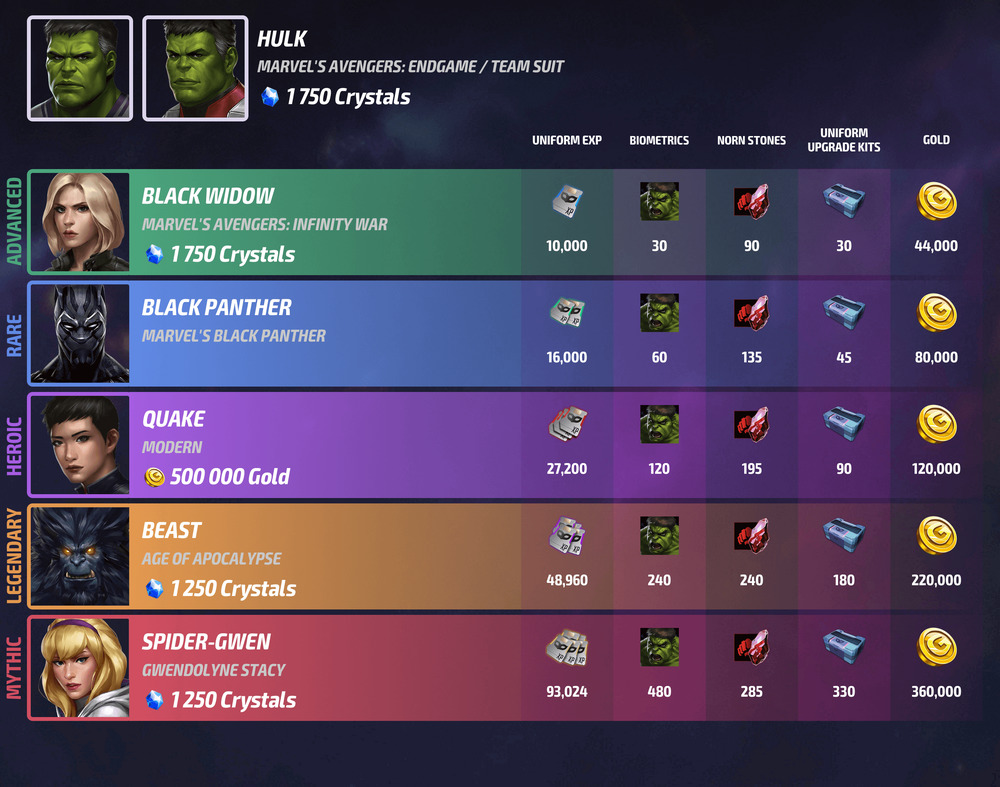 HULK
MARVEL'S AVENGERS: ENDGAME / TEAM SUIT
1 750 Crystals
UNIFORM EXP
BIOMETRICS
NORN STONES
UNIFORM
UPGRADE KITS
GOLD
ADVANCED
BLACK WIDOW
MARVEL'S AVENGERS: INFINITY WAR
1 750 Crystals
10,000
30
90
30
44,000
RARE
BLACK PANTHER
MARVEL'S BLACK PANTHER
16,000
60
135
45
80,000
HEROIC
QUAKE
MODERN
500 000 Gold
27,200
120
195
90
120,000
LEGENDARY
BEAST
AGE OF APOCALYPSE
1 250 Crystals
48,960
240
240
180
220,000
MYTHIC
SPIDER-GWEN
GWENDOLYNE STACY
1 250 Crystals
93,024
480
285
330
360,000